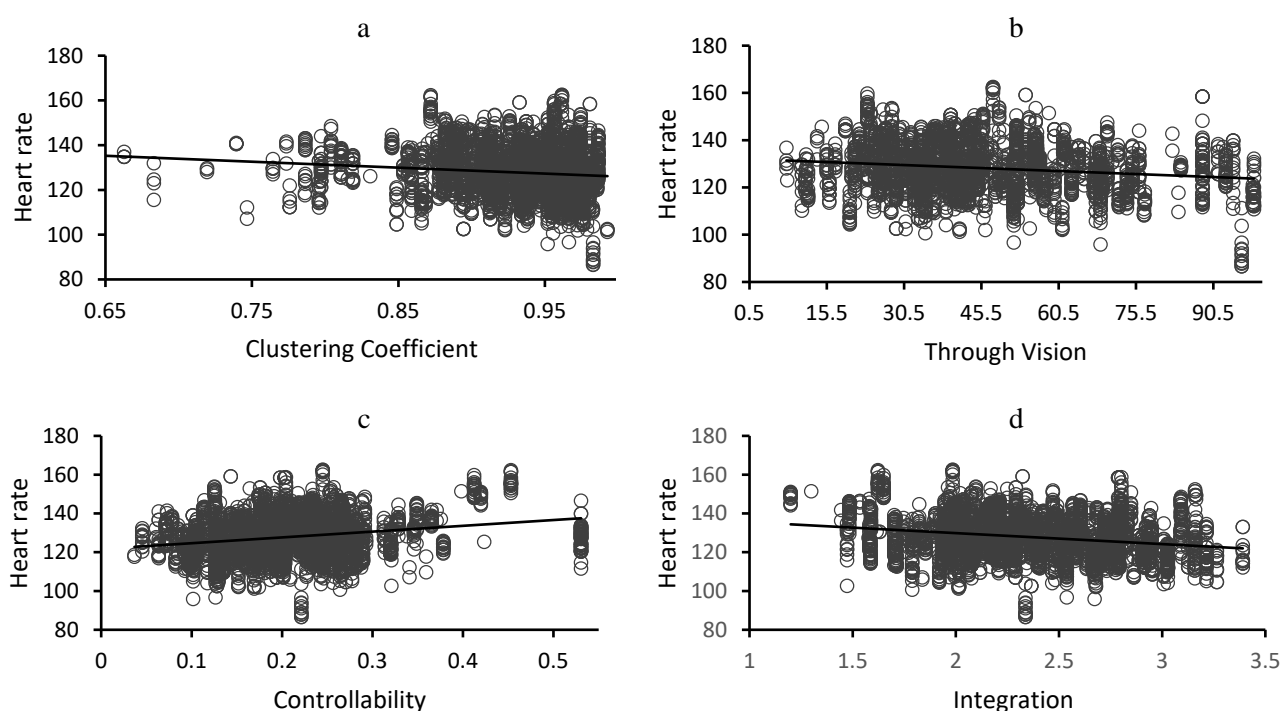 a
180
160
140
120
100
80
Heart rate
0.65 0.75 0.85 0.95
Clustering Coefficient
b
180
160
140
120
100
80
Heart rate
0.5 15.5 30.5 45.5 60.5 75.5 90.5
Through Vision
c
180
160
140
120
100
80
Heart rate
0 0.1 0.2 0.3 0.4 0.5
Controllability
d
180
160
140
120
100
80
Heart rate
1 1.5 2 2.5 3 3.5
Integration